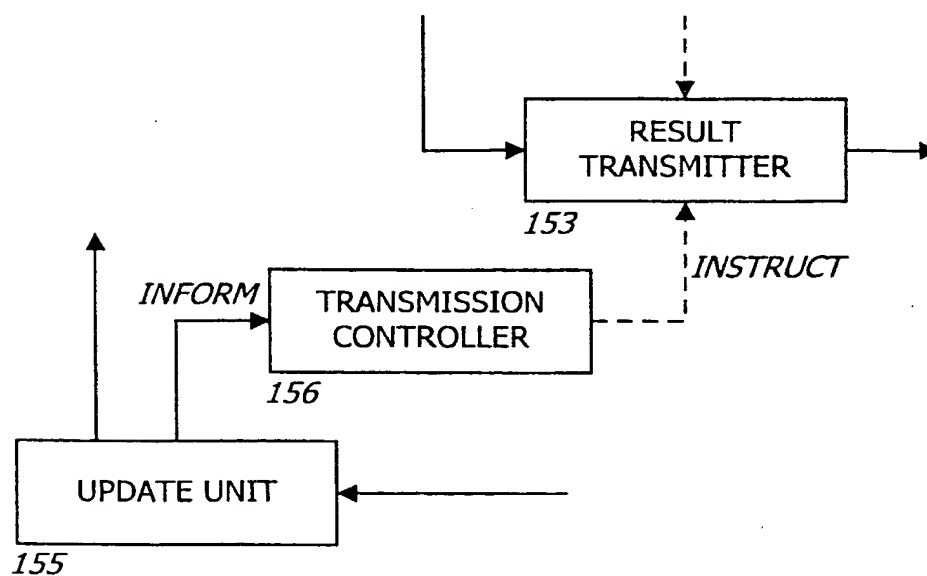 RESULT
TRANSMITTER
153
INSTRUCT
INFORM
TRANSMISSION
CONTROLLER
156
UPDATE UNIT
155